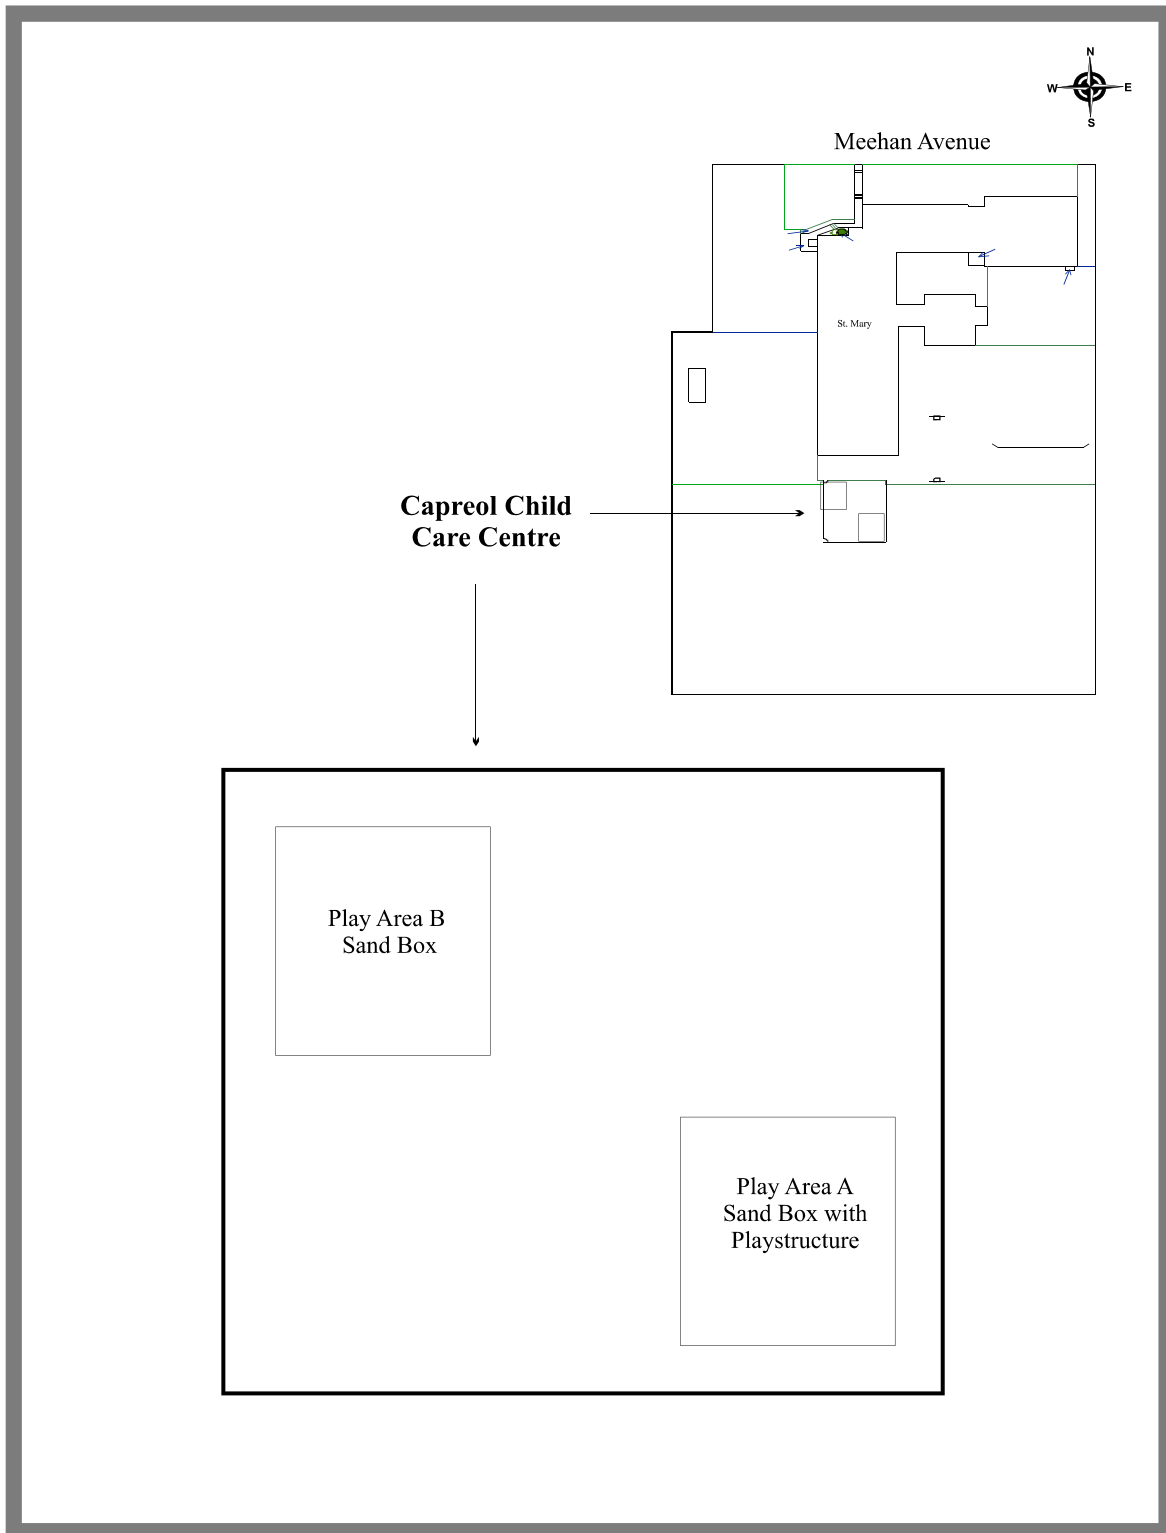 N
W E
S
Meehan Avenue
St. Mary
Capreol Child
Care Centre
Play Area B
Sand Box
Play Area A
Sand Box with
Playstructure